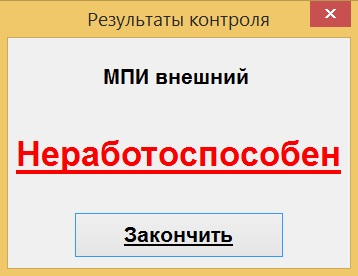 Результаты контроля
МПИ внешний
Неработоспособен
Закончить